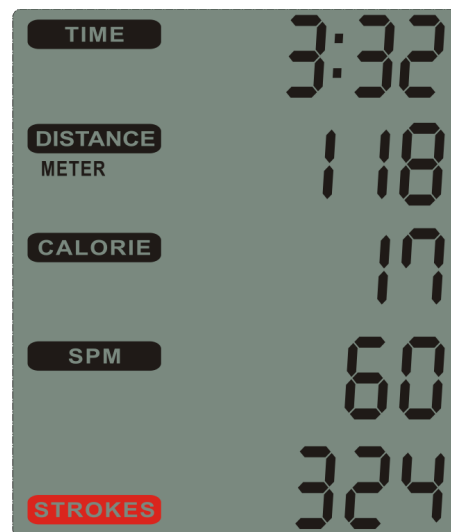 TIME 3:32
DISTANCE 118
METER
CALORIE 17
SPM 60
STROKES 324